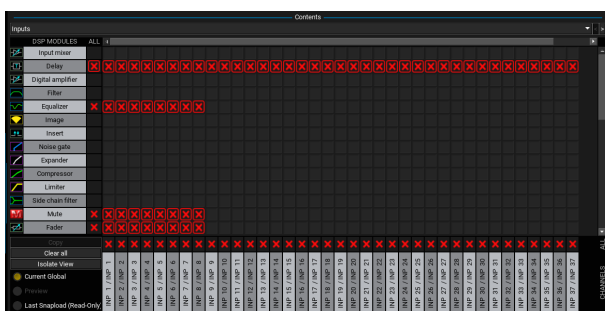 Contents
Inputs
DSP MODULES ALL
Input mixer
Delay
Digital amplifier
Filter
Equalizer
Image
Insert
Noise gate
Expander
Compressor
Limiter
Side chain filter
Mute
Fader
Copy
Clear all
Isolate View
Current Global
Preview
Last Snapload (Read-Only)
INP 1 / INP 1
INP 2 / INP 2
INP 3 / INP 3
INP 4 / INP 4
INP 5 / INP 5
INP 6 / INP 6
INP 7 / INP 7
INP 8 / INP 8
INP 9 / INP 9
INP 10 / INP 10
INP 11 / INP 11
INP 12 / INP 12
INP 13 / INP 13
INP 14 / INP 14
INP 15 / INP 15
INP 16 / INP 16
INP 17 / INP 17
INP 18 / INP 18
INP 19 / INP 19
INP 20 / INP 20
INP 21 / INP 21
INP 22 / INP 22
INP 23 / INP 23
INP 24 / INP 24
INP 25 / INP 25
INP 26 / INP 26
INP 27 / INP 27
INP 28 / INP 28
INP 29 / INP 29
INP 30 / INP 30
INP 31 / INP 31
INP 32 / INP 32
INP 33 / INP 33
INP 34 / INP 34
INP 35 / INP 35
INP 36 / INP 36
INP 37 / INP 37
ALL
CHANNELS